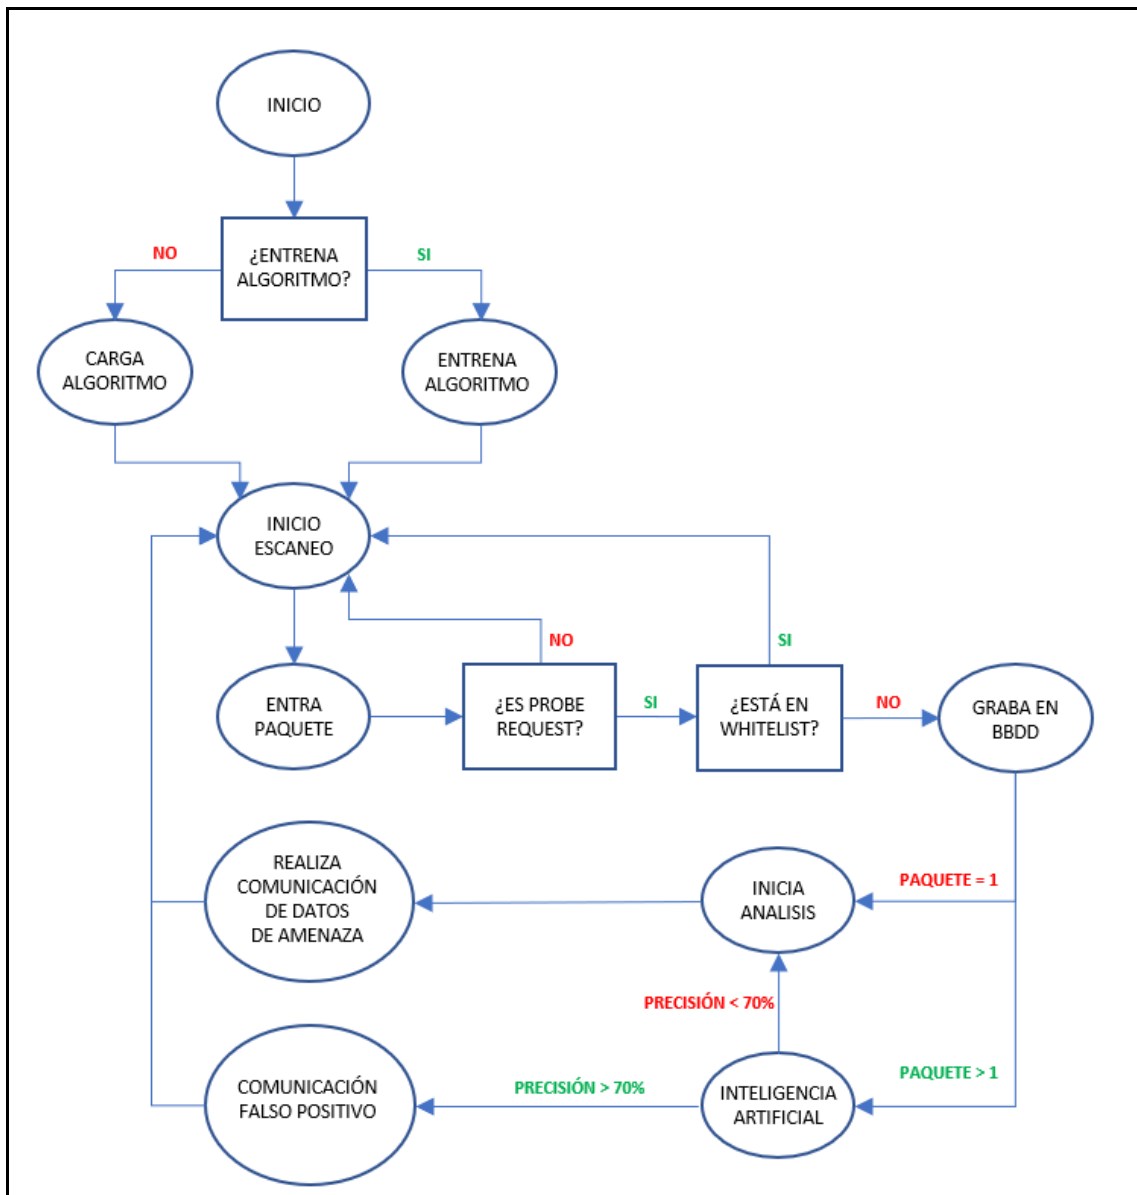 INICIO
¿ENTRENA
ALGORITMO?
NO
SI
CARGA
ALGORITMO
ENTRENA
ALGORITMO
INICIO
ESCANEO
NO
SI
ENTRA
PAQUETE
¿ES PROBE
REQUEST?
SI
¿ESTÁ EN
WHITELIST?
NO
GRABA EN
BBDD
REALIZA
COMUNICACIÓN
DE DATOS
DE AMENAZA
INICIA
ANALISIS
PAQUETE = 1
PRECISIÓN < 70%
COMUNICACIÓN
FALSO POSITIVO
PRECISIÓN > 70%
INTELIGENCIA
ARTIFICIAL
PAQUETE > 1